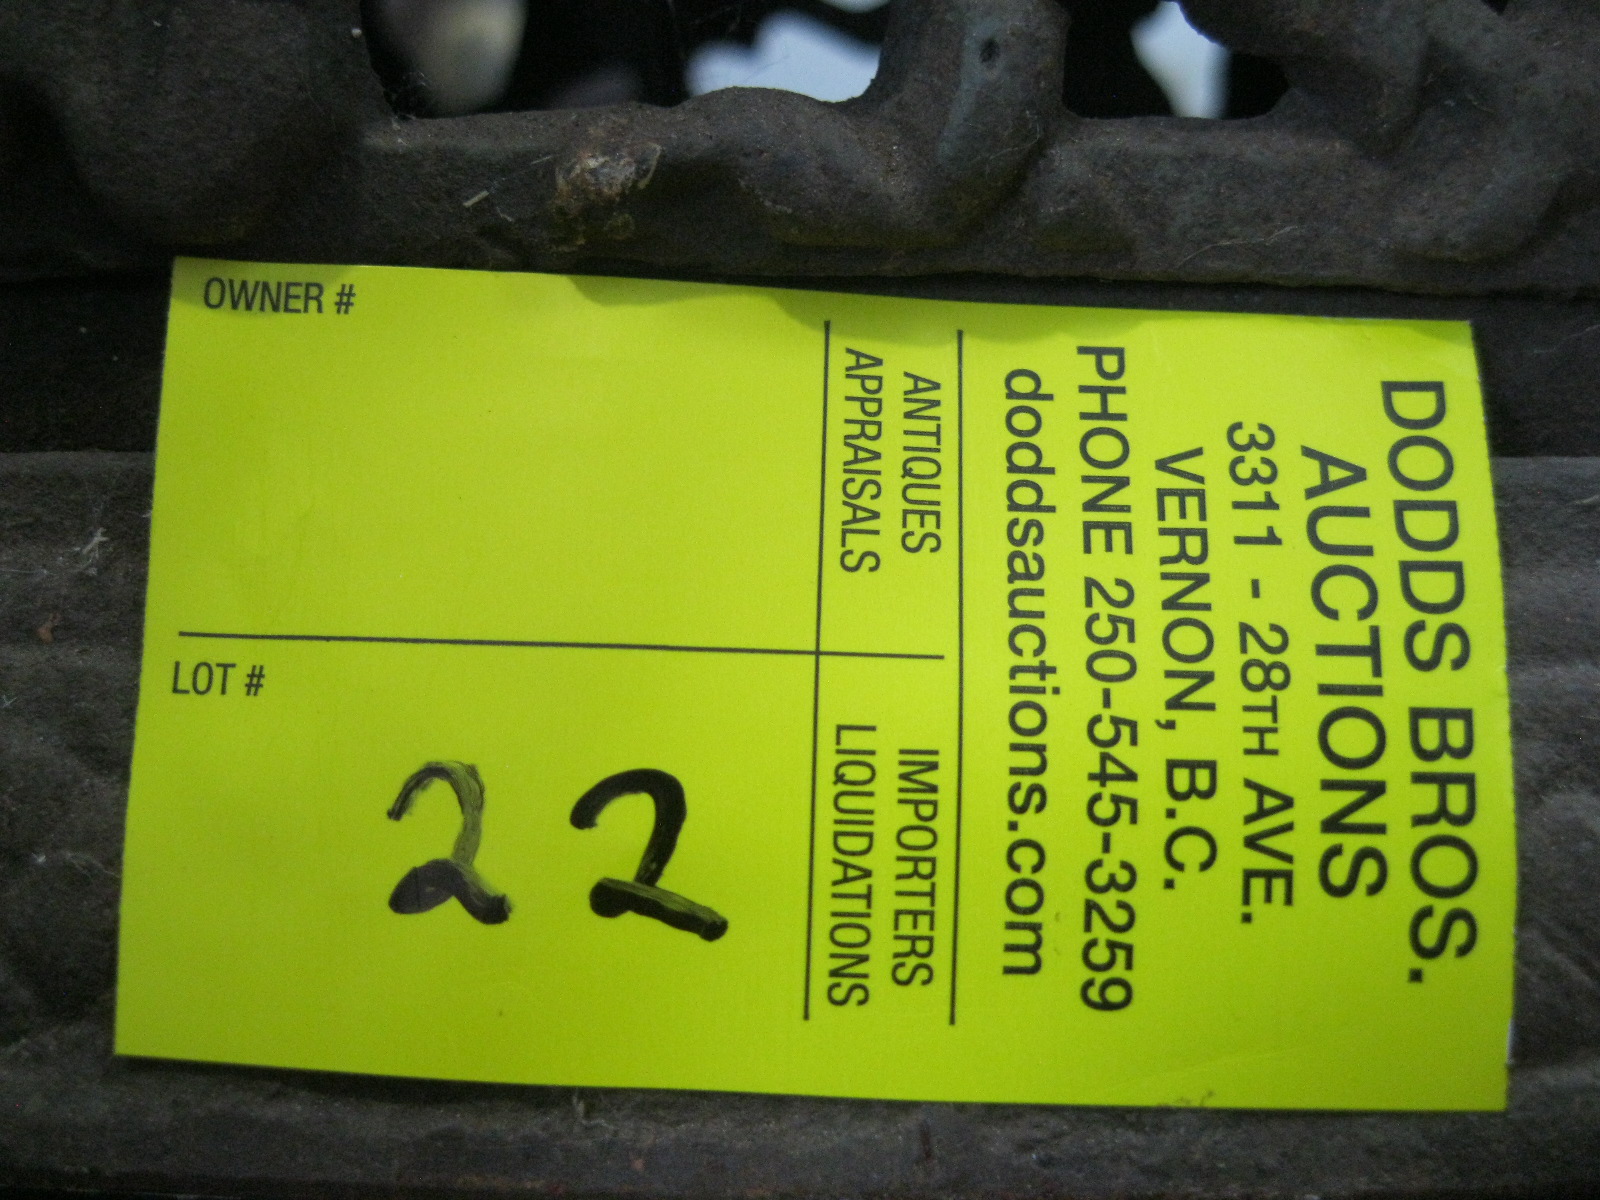 DODDS BROS.
AUCTIONS
3311 - 28TH AVE.
VERNON, B.C.
PHONE 250-545-3259
doddsauctions.com
ANTIQUES IMPORTERS
APPRAISALS LIQUIDATIONS
OWNER #
LOT #
22